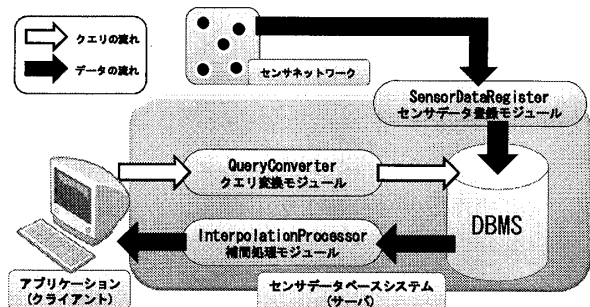 クエリの流れ
データの流れ
センサネットワーク
SensorDataRegister
センサデータ登録モジュール
QueryConverter
クエリ変換モジュール
DBMS
InterpolationProcessor
補間処理モジュール
アプリケーション
(クライアント)
センサデータベースシステム
(サーバ)